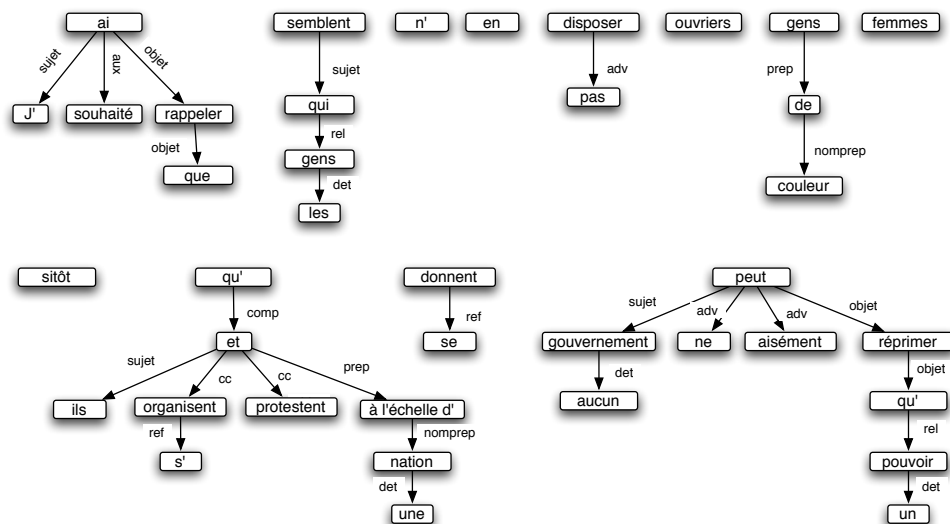 ai semblent n' en disposer ouvriers gens femmes
sujet aux objet sujet adv prep
J' souhaité rappeler qui pas de
objet rel nomprep
que gens couleur
det
les
sitôt qu' donnent peut
comp ref sujet adv adv objet
et se gouvernement ne aisément réprimer
sujet cc cc prep det objet
ils organisent protestent à l'échelle d' aucun qu'
ref nomprep rel
s' nation pouvoir
det det
une un